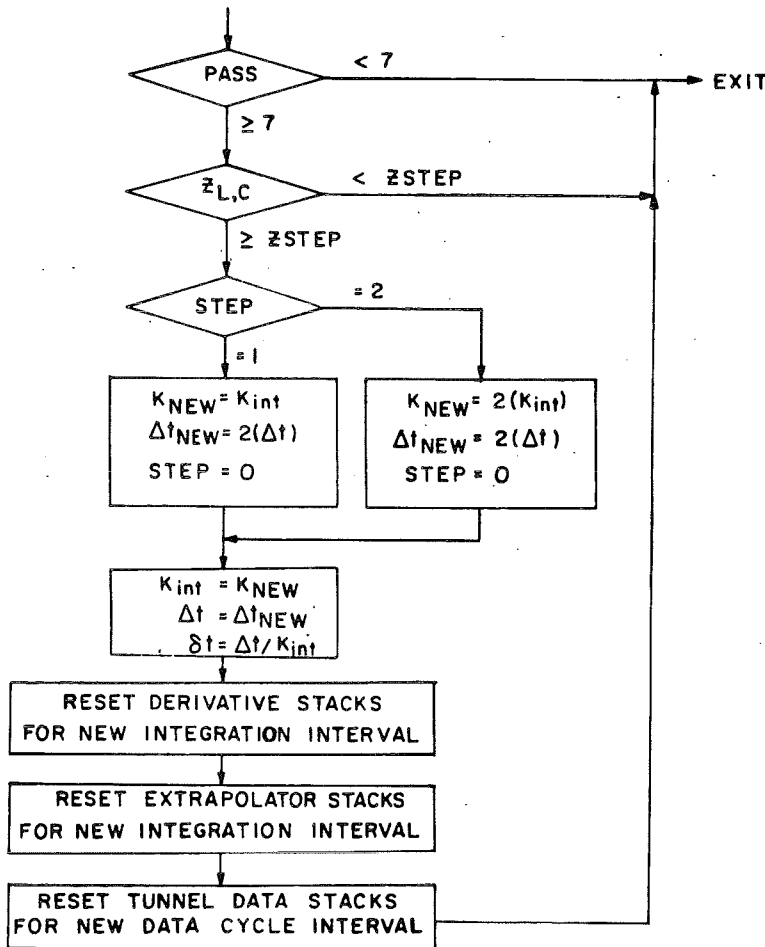 PASS
< 7
EXIT
≥ 7
Z_L,C
< ZSTEP
≥ ZSTEP
STEP
= 2
= 1
K_NEW = K_int
Δt_NEW = 2(Δt)
STEP = 0
K_NEW = 2(K_int)
Δt_NEW = 2(Δt)
STEP = 0
K_int = K_NEW
Δt = Δt_NEW
δt = Δt/K_int
RESET DERIVATIVE STACKS
FOR NEW INTEGRATION INTERVAL
RESET EXTRAPOLATOR STACKS
FOR NEW INTEGRATION INTERVAL
RESET TUNNEL DATA STACKS
FOR NEW DATA CYCLE INTERVAL